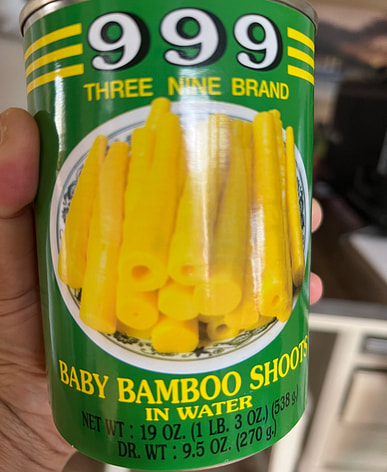 999
THREE NINE BRAND
BABY BAMBOO SHOOTS
IN WATER
NET WT : 19 OZ. (1 LB. 3 OZ.) (538 g.)
DR. WT : 9.5 OZ. (270 g.)